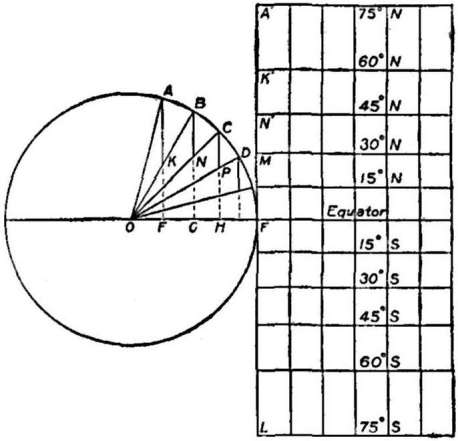 A' 75° N
60° N
K'
45° N
N'
30° N
M
15° N
Equator
F
15° S
30° S
45° S
60° S
L 75° S
A
B
C
D
K N P
O F G H